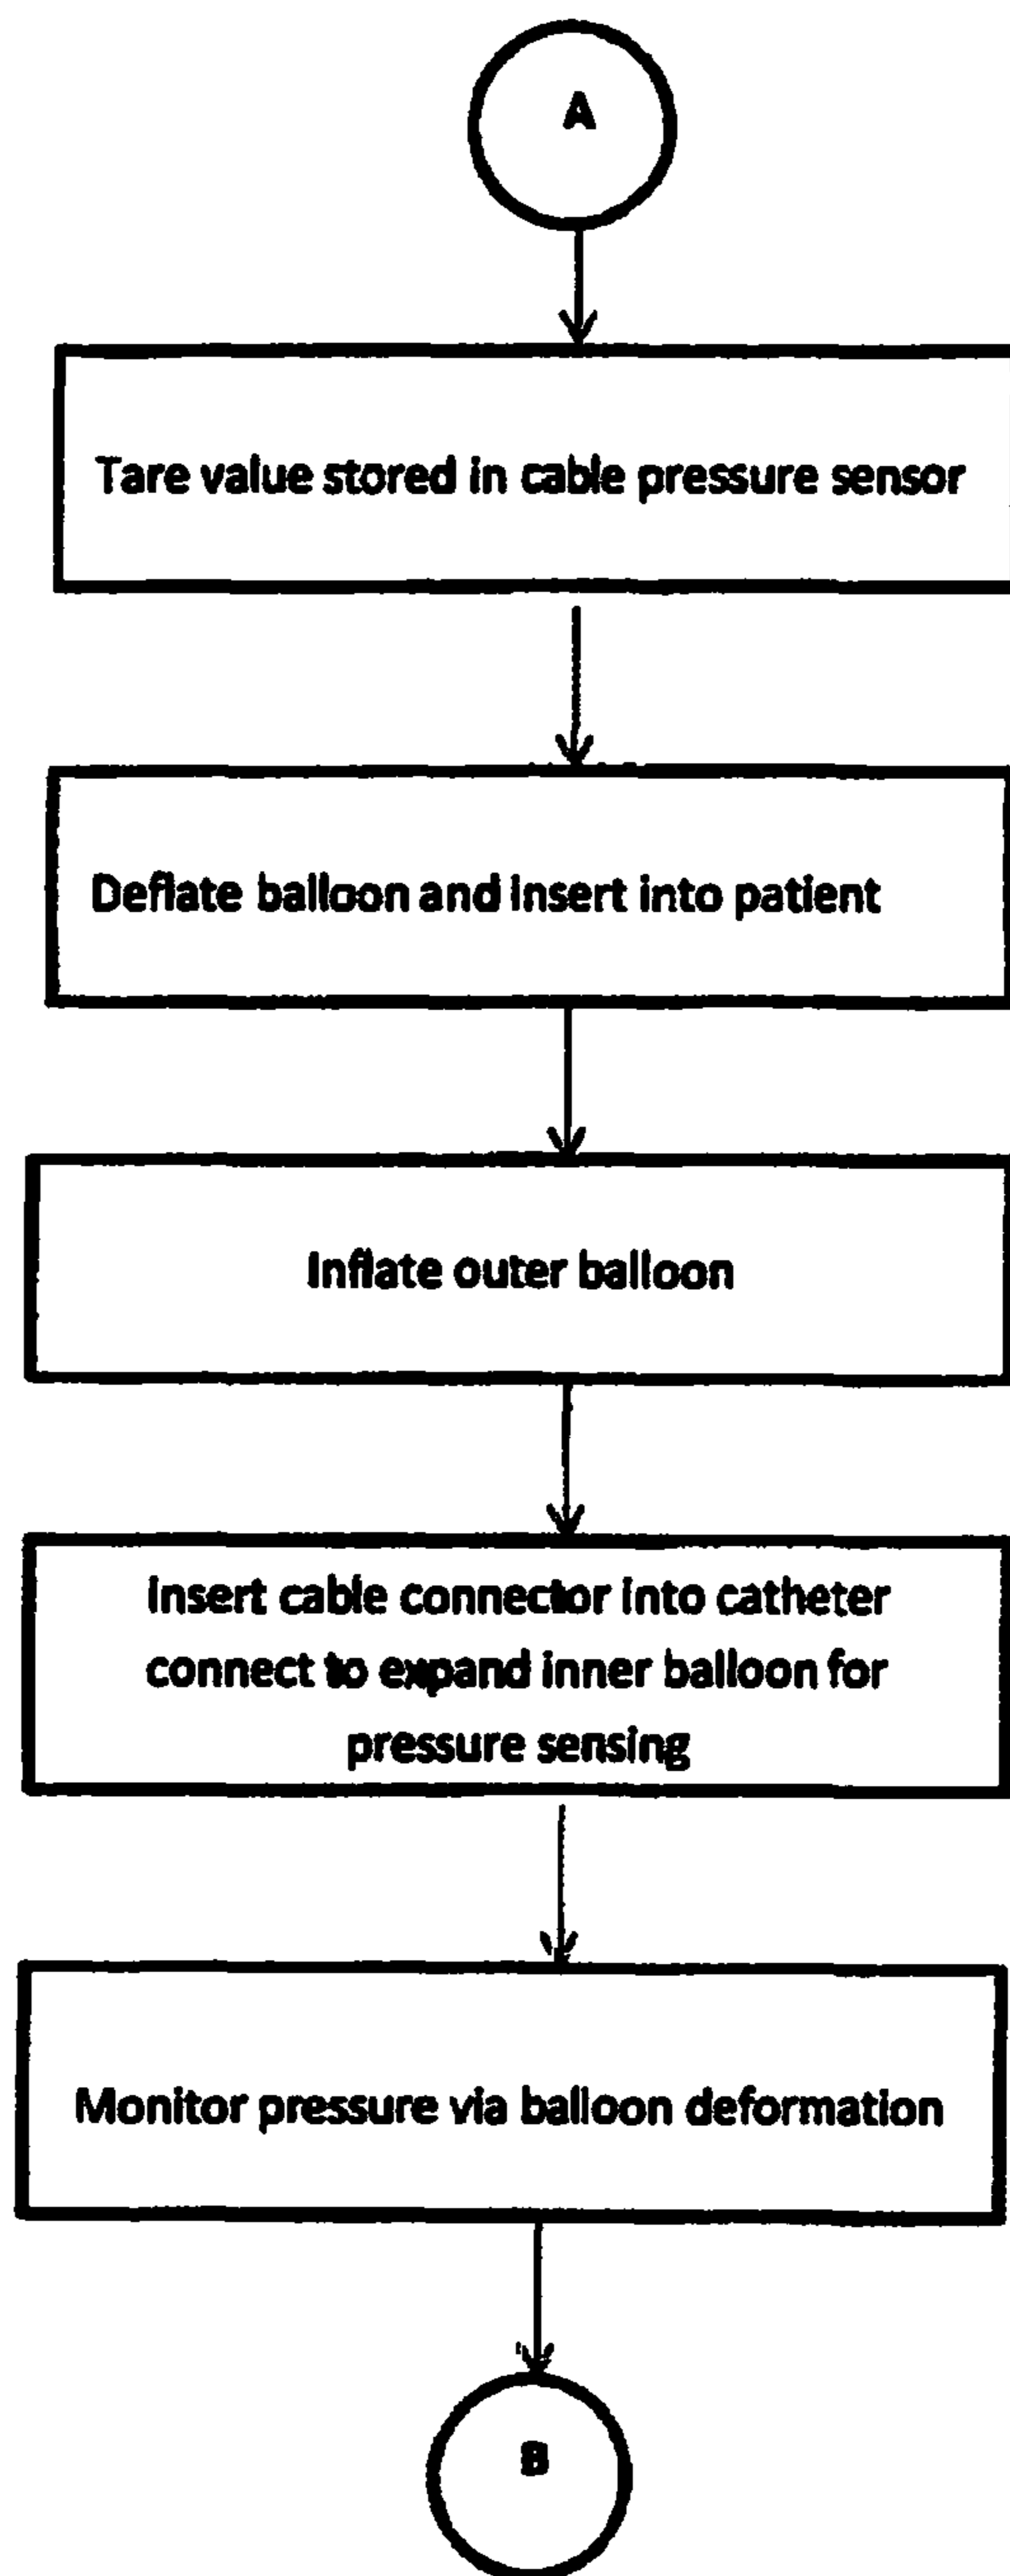 A
Tare value stored in cable pressure sensor
Deflate balloon and insert into patient
Inflate outer balloon
Insert cable connector into catheter
connect to expand inner balloon for
pressure sensing
Monitor pressure via balloon deformation
B